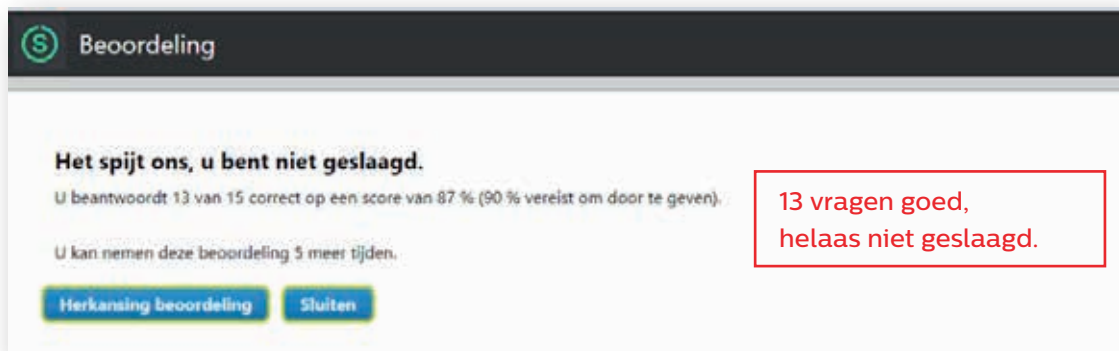 S Beoordeling
Het spijt ons, u bent niet geslaagd.
U beantwoordt 13 van 15 correct op een score van 87 % (90 % vereist om door te geven).
13 vragen goed,
helaas niet geslaagd.
U kan nemen deze beoordeling 5 meer tijden.
Herkansing beoordeling Sluiten